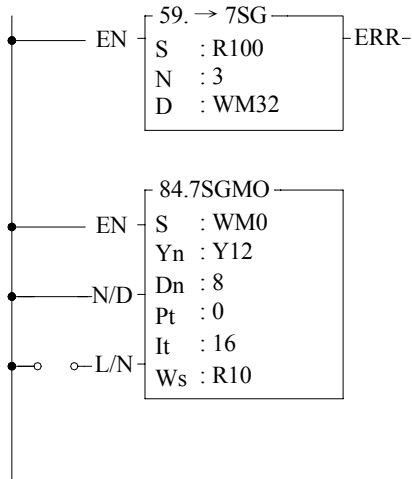 59. → 7SG
EN S : R100 ERR
N : 3
D : WM32
84.7SGMO
EN S : WM0
Yn : Y12
N/D Dn : 8
Pt : 0
It : 16
L/N Ws : R10